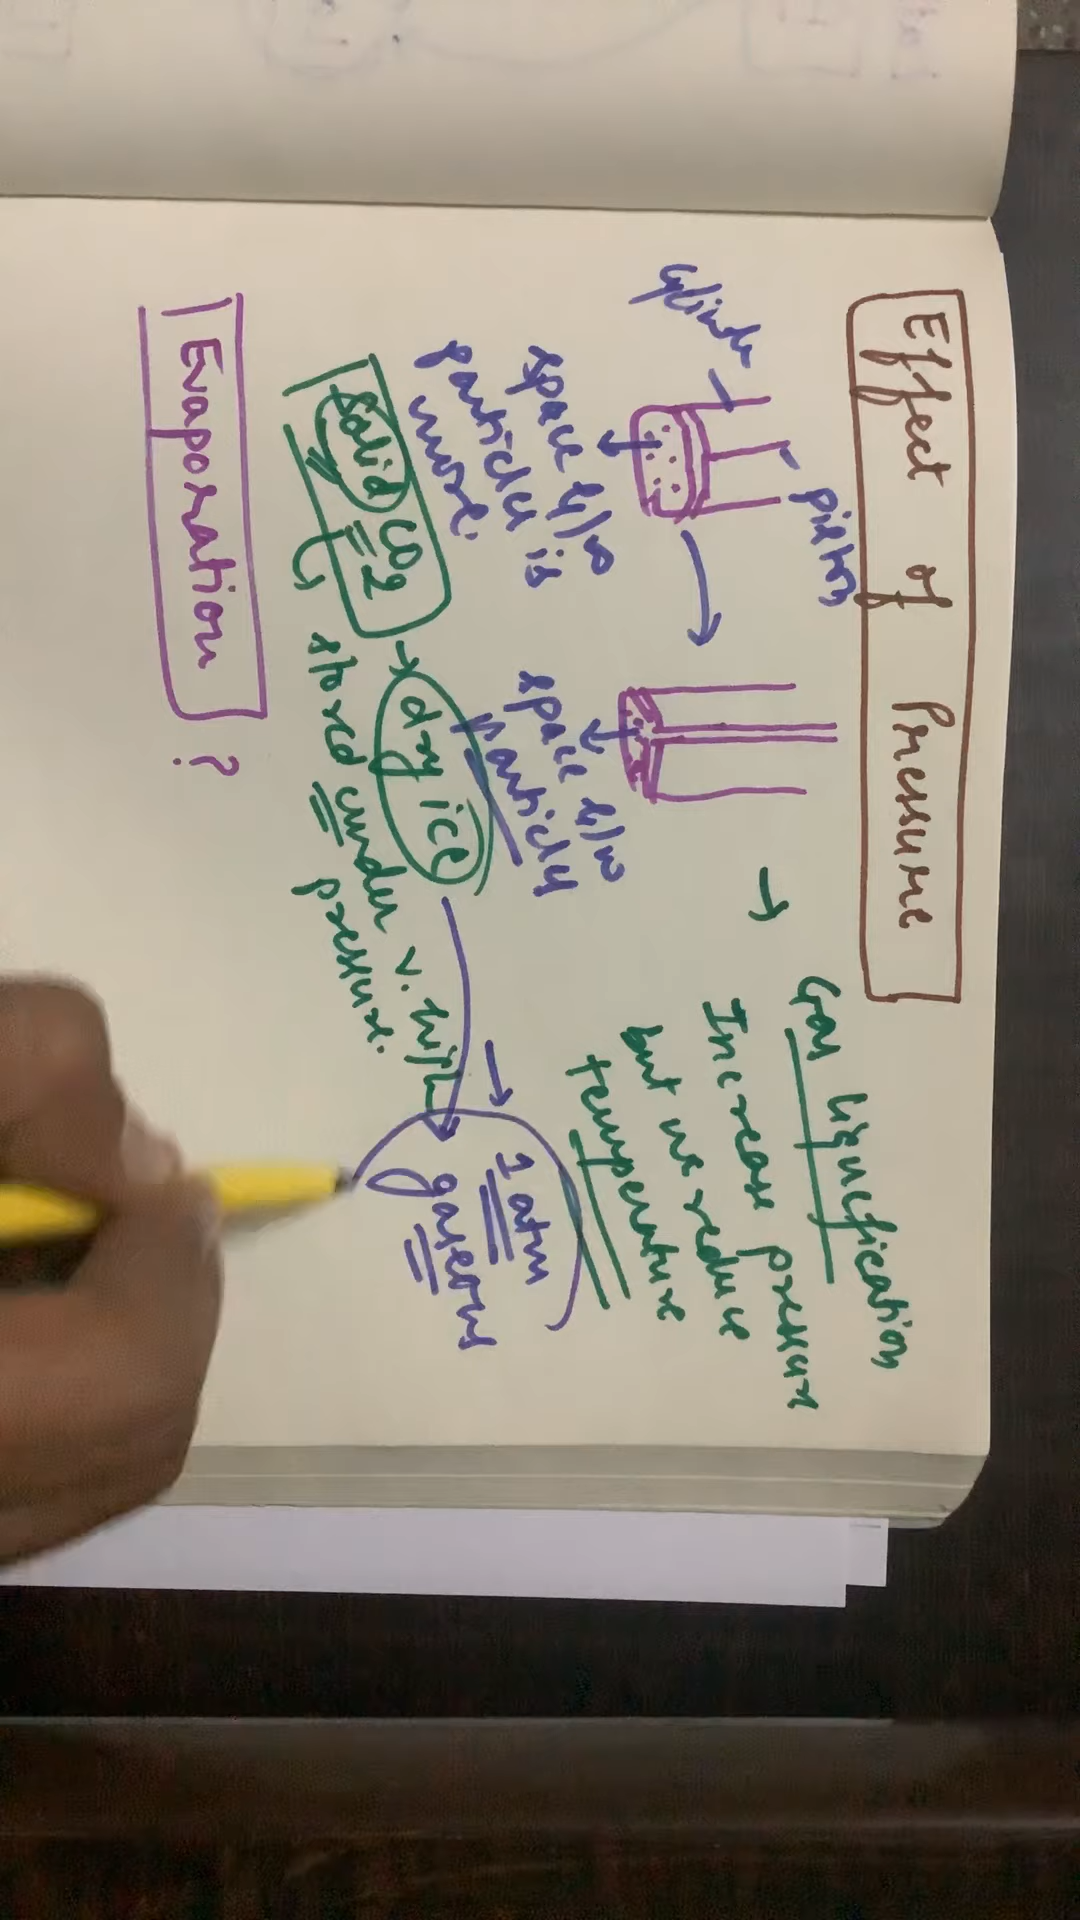 Effect of Pressure
Cylinder
piston
→ Gas liquefication
Increase pressure
but we reduce
temperature
space b/w
particles is
more.
space b/w
particles
Solid CO2 → dry ice
stored under v. high
pressure.
→ 1 atm
gaseous
Evaporation ?